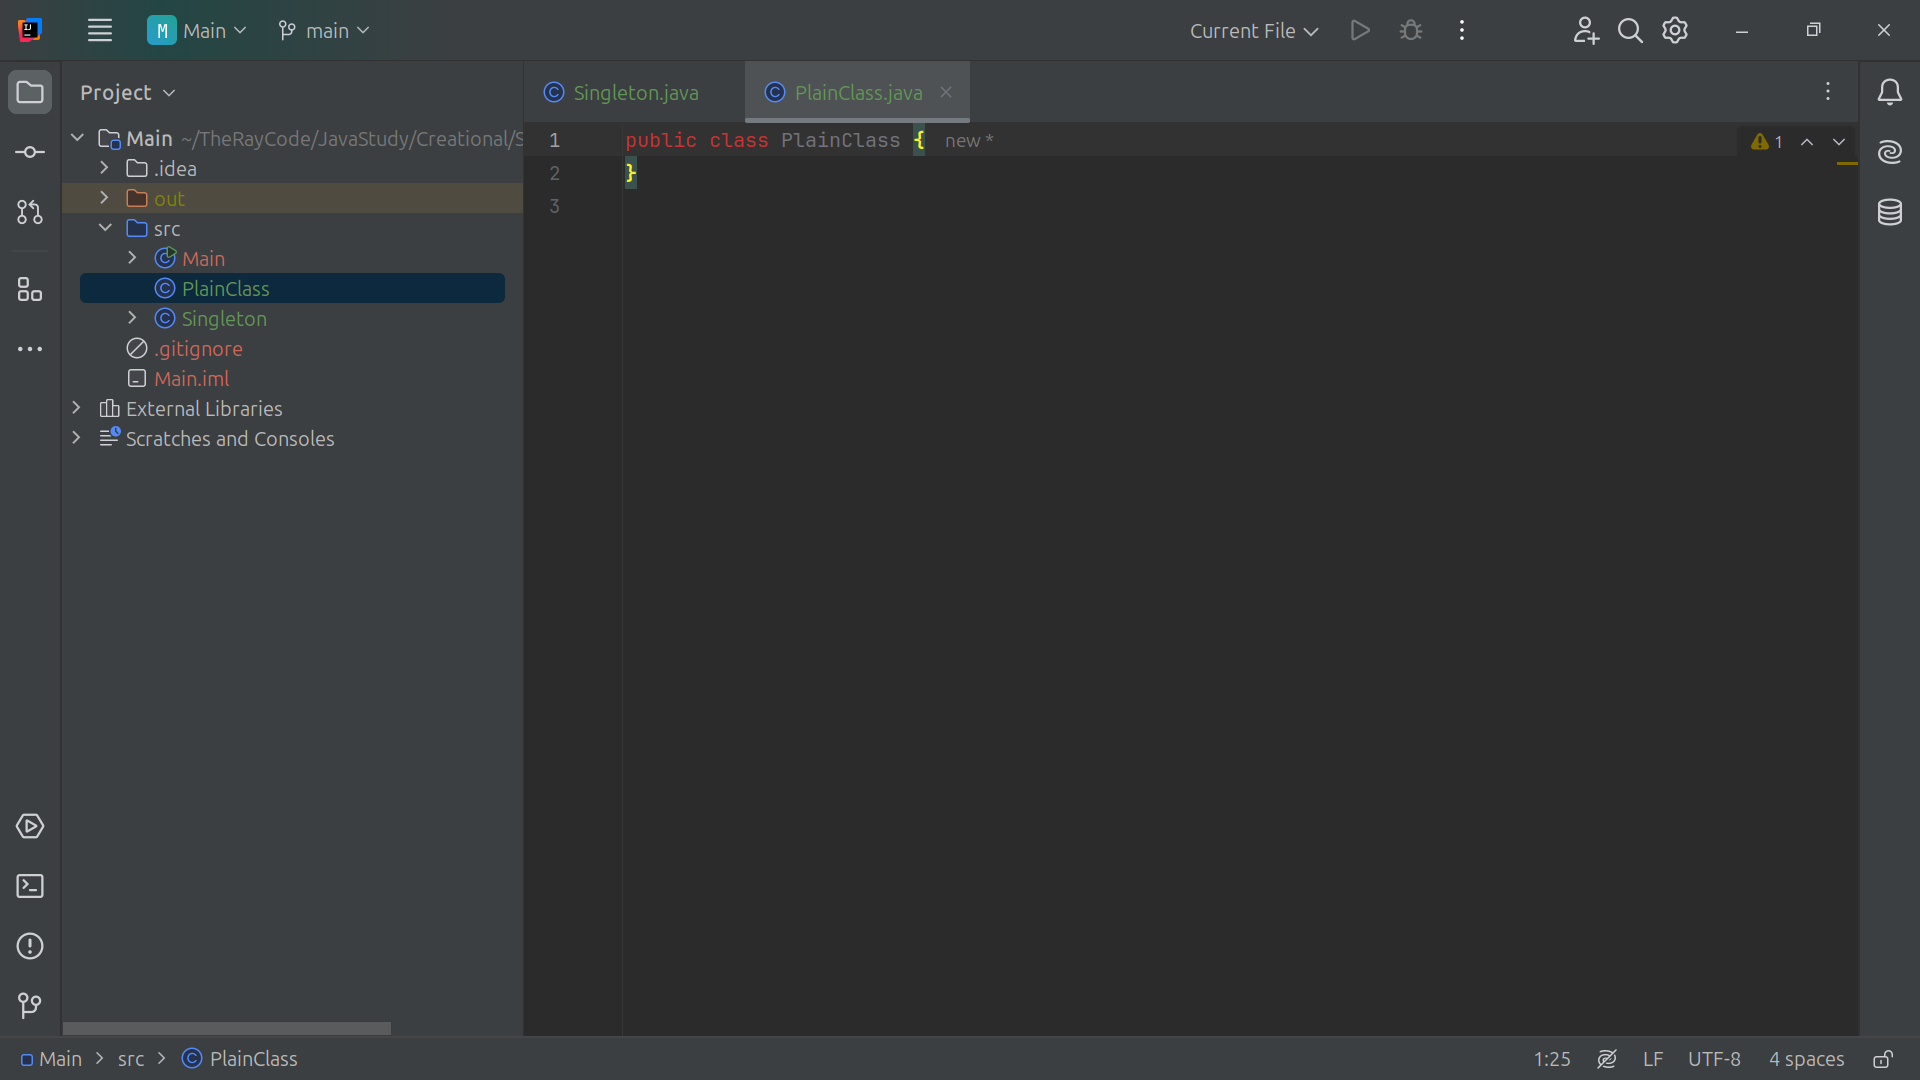 M Main main Current File
Project
Singleton.java
PlainClass.java
Main ~/TheRayCode/JavaStudy/Creational/S
.idea
out
src
Main
PlainClass
Singleton
.gitignore
Main.iml
External Libraries
Scratches and Consoles
1 public class PlainClass { new *
2 }
3
1
Main > src > PlainClass
1:25 LF UTF-8 4 spaces